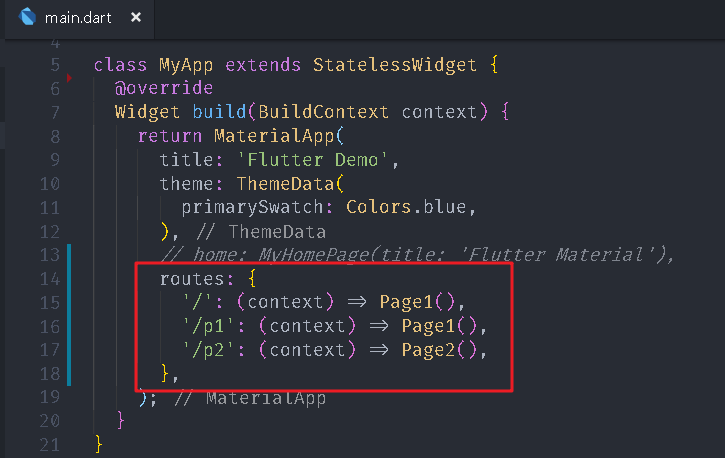 main.dart ×
4
5 class MyApp extends StatelessWidget {
6 @override
7 Widget build(BuildContext context) {
8 return MaterialApp(
9 title: 'Flutter Demo',
10 theme: ThemeData(
11 primarySwatch: Colors.blue,
12 ), // ThemeData
13 // home: MyHomePage(title: 'Flutter Material'),
14 routes: {
15 '/': (context) => Page1(),
16 '/p1': (context) => Page1(),
17 '/p2': (context) => Page2(),
18 },
19 ); // MaterialApp
20 }
21 }